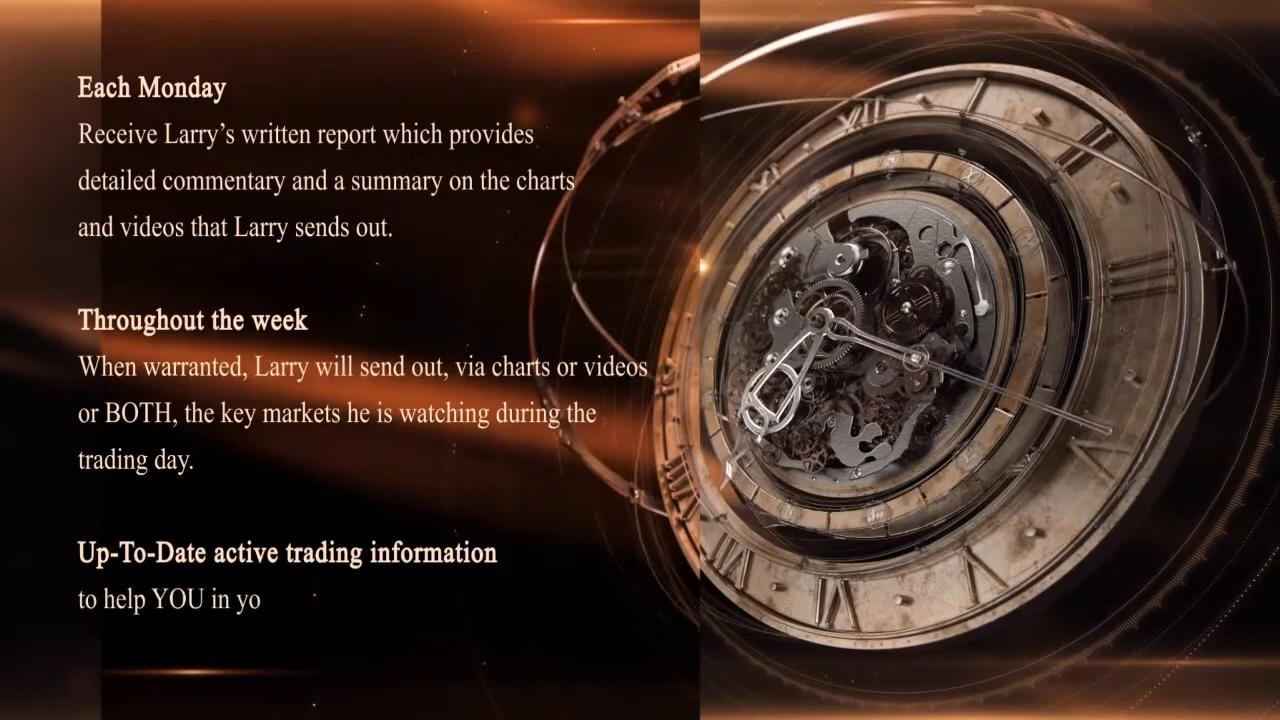 Each Monday
Receive Larry’s written report which provides
detailed commentary and a summary on the charts
and videos that Larry sends out.
Throughout the week
When warranted, Larry will send out, via charts or videos
or BOTH, the key markets he is watching during the
trading day.
Up-To-Date active trading information
to help YOU in yo